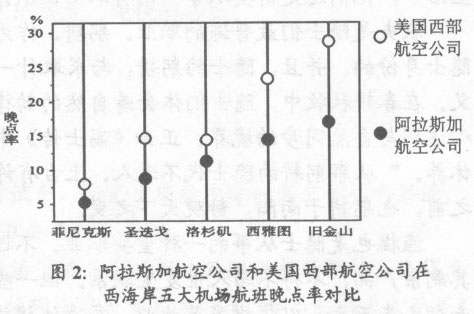 30%
25
20
15
10
5
晚点率
美国西部
航空公司
阿拉斯加
航空公司
菲尼克斯 圣迭戈 洛杉矶 西雅图 旧金山
图 2: 阿拉斯加航空公司和美国西部航空公司在
西海岸五大机场航班晚点率对比